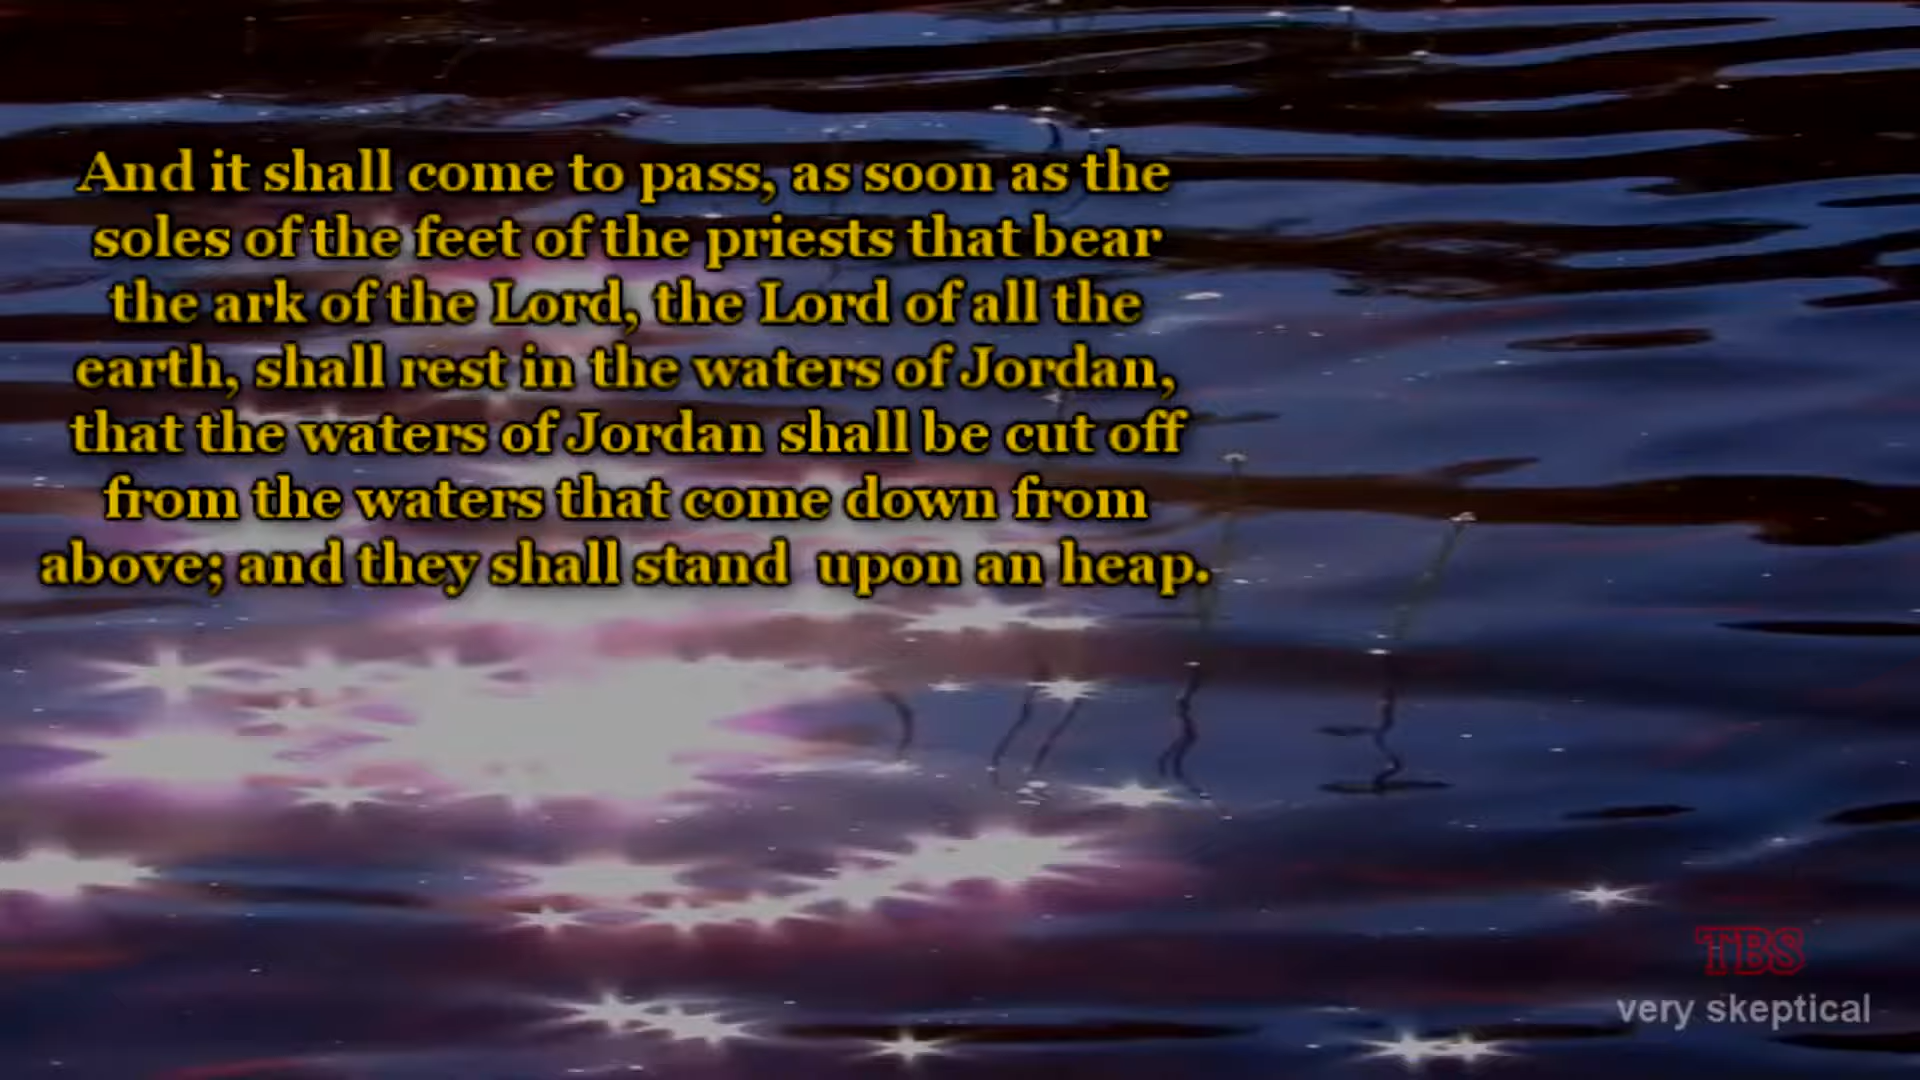 And it shall come to pass, as soon as the
soles of the feet of the priests that bear
the ark of the Lord, the Lord of all the
earth, shall rest in the waters of Jordan,
that the waters of Jordan shall be cut off
from the waters that come down from
above; and they shall stand  upon an heap.
TBS
very skeptical